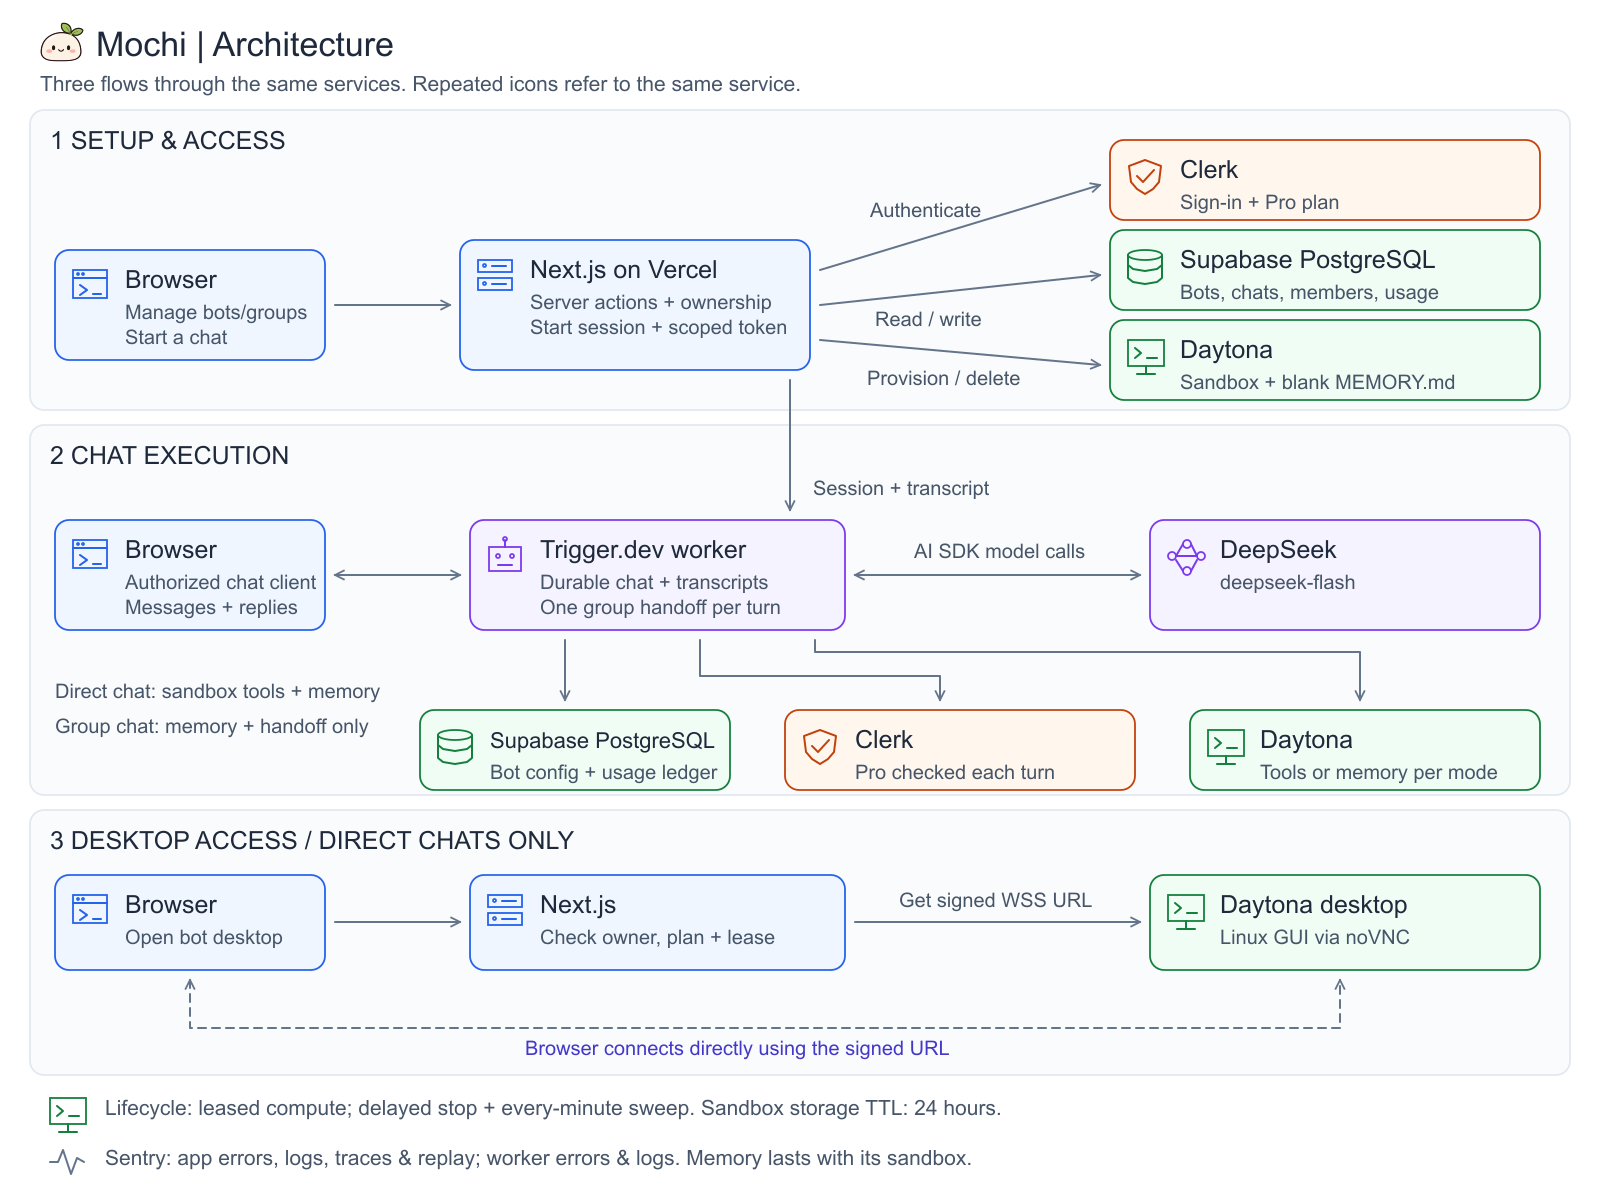 Mochi | Architecture
Three flows through the same services. Repeated icons refer to the same service.
1 SETUP & ACCESS
Browser
Manage bots/groups
Start a chat
Next.js on Vercel
Server actions + ownership
Start session + scoped token
Authenticate
Read / write
Provision / delete
Clerk
Sign-in + Pro plan
Supabase PostgreSQL
Bots, chats, members, usage
Daytona
Sandbox + blank MEMORY.md
2 CHAT EXECUTION
Session + transcript
Browser
Authorized chat client
Messages + replies
Trigger.dev worker
Durable chat + transcripts
One group handoff per turn
AI SDK model calls
DeepSeek
deepseek-flash
Direct chat: sandbox tools + memory
Group chat: memory + handoff only
Supabase PostgreSQL
Bot config + usage ledger
Clerk
Pro checked each turn
Daytona
Tools or memory per mode
3 DESKTOP ACCESS / DIRECT CHATS ONLY
Browser
Open bot desktop
Next.js
Check owner, plan + lease
Get signed WSS URL
Daytona desktop
Linux GUI via noVNC
Browser connects directly using the signed URL
Lifecycle: leased compute; delayed stop + every-minute sweep. Sandbox storage TTL: 24 hours.
Sentry: app errors, logs, traces & replay; worker errors & logs. Memory lasts with its sandbox.